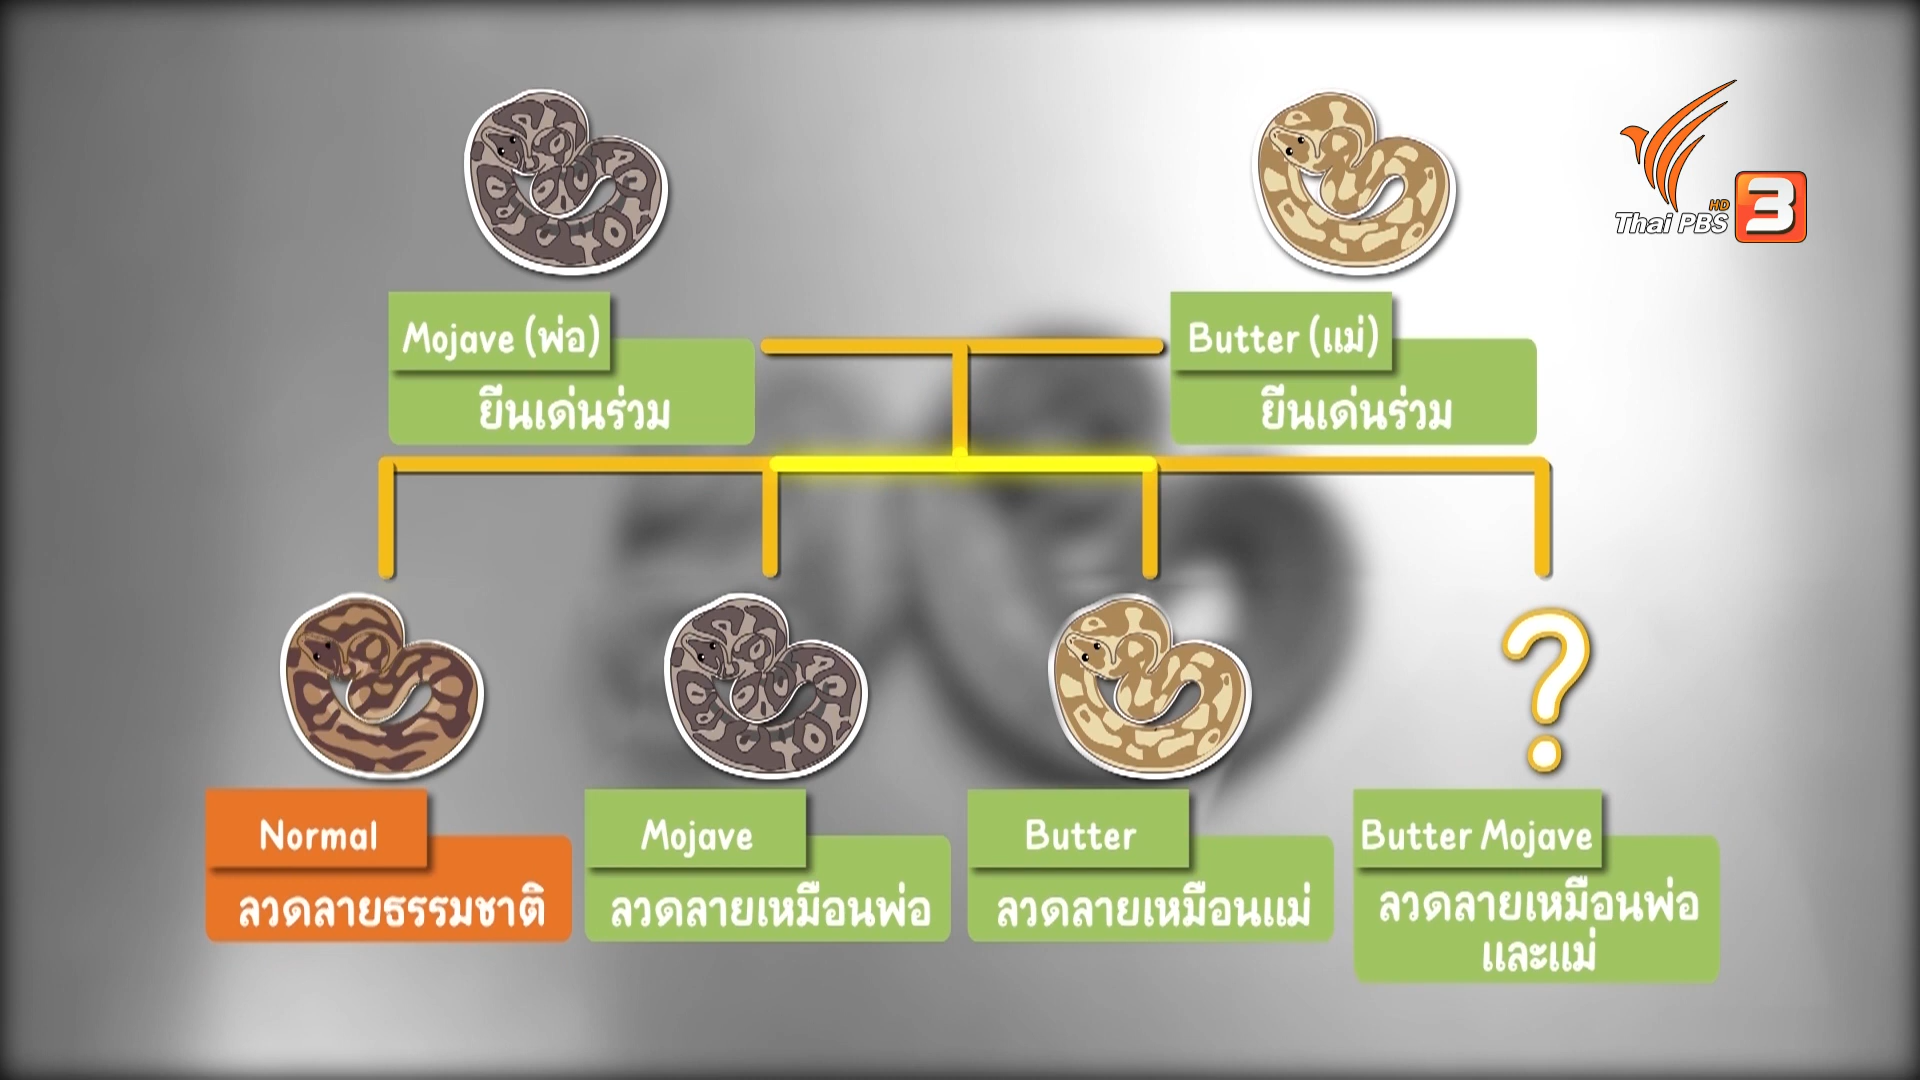 Thai PBS HD 3
Mojave (พ่อ)
ยีนเด่นร่วม
Butter (แม่)
ยีนเด่นร่วม
Normal
ลวดลายธรรมชาติ
Mojave
ลวดลายเหมือนพ่อ
Butter
ลวดลายเหมือนแม่
?
Butter Mojave
ลวดลายเหมือนพ่อ
และแม่